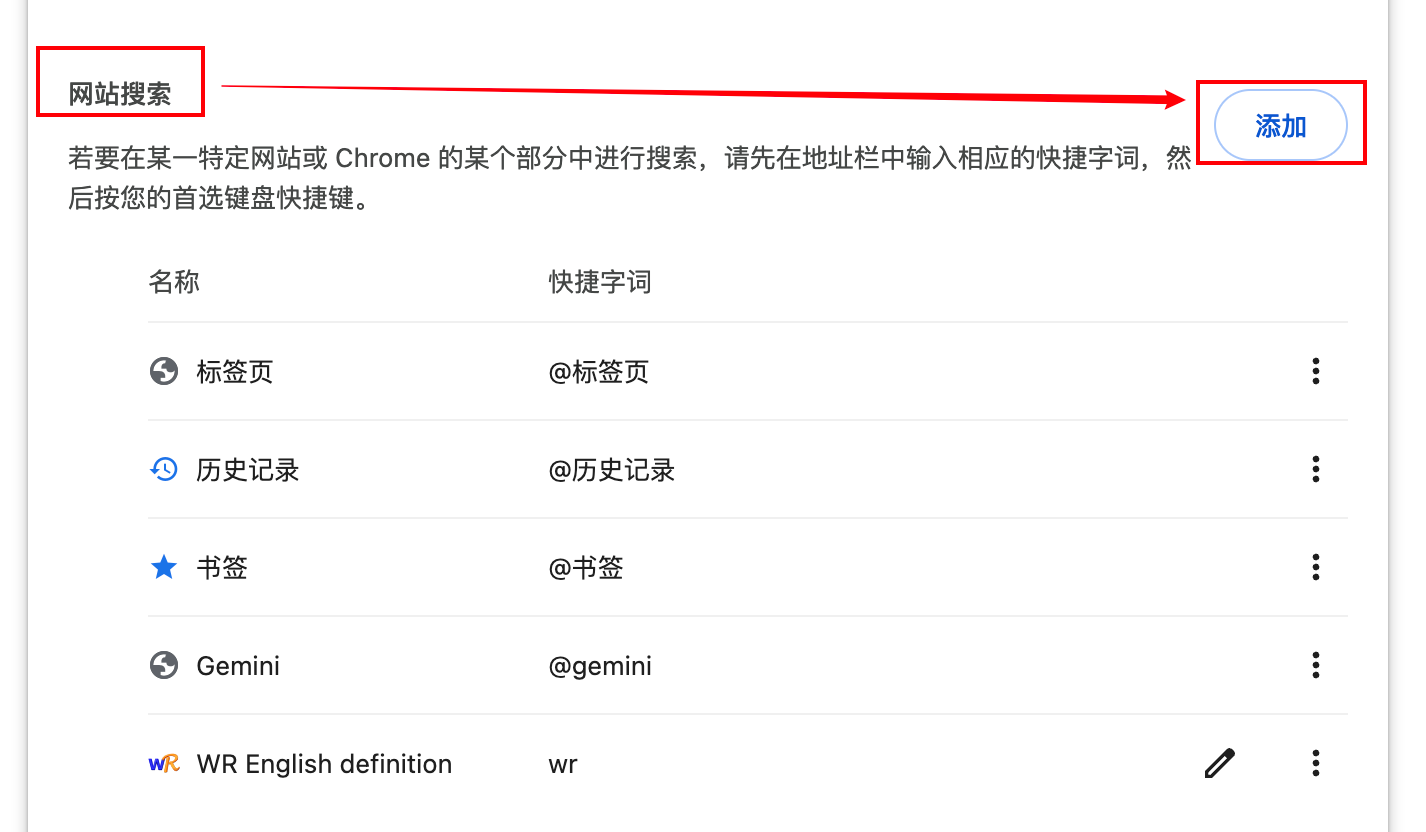 网站搜索
添加
若要在某一特定网站或 Chrome 的某个部分中进行搜索，请先在地址栏中输入相应的快捷字词，然
后按您的首选键盘快捷键。
名称 快捷字词
标签页 @标签页
历史记录 @历史记录
书签 @书签
Gemini @gemini
wR WR English definition wr